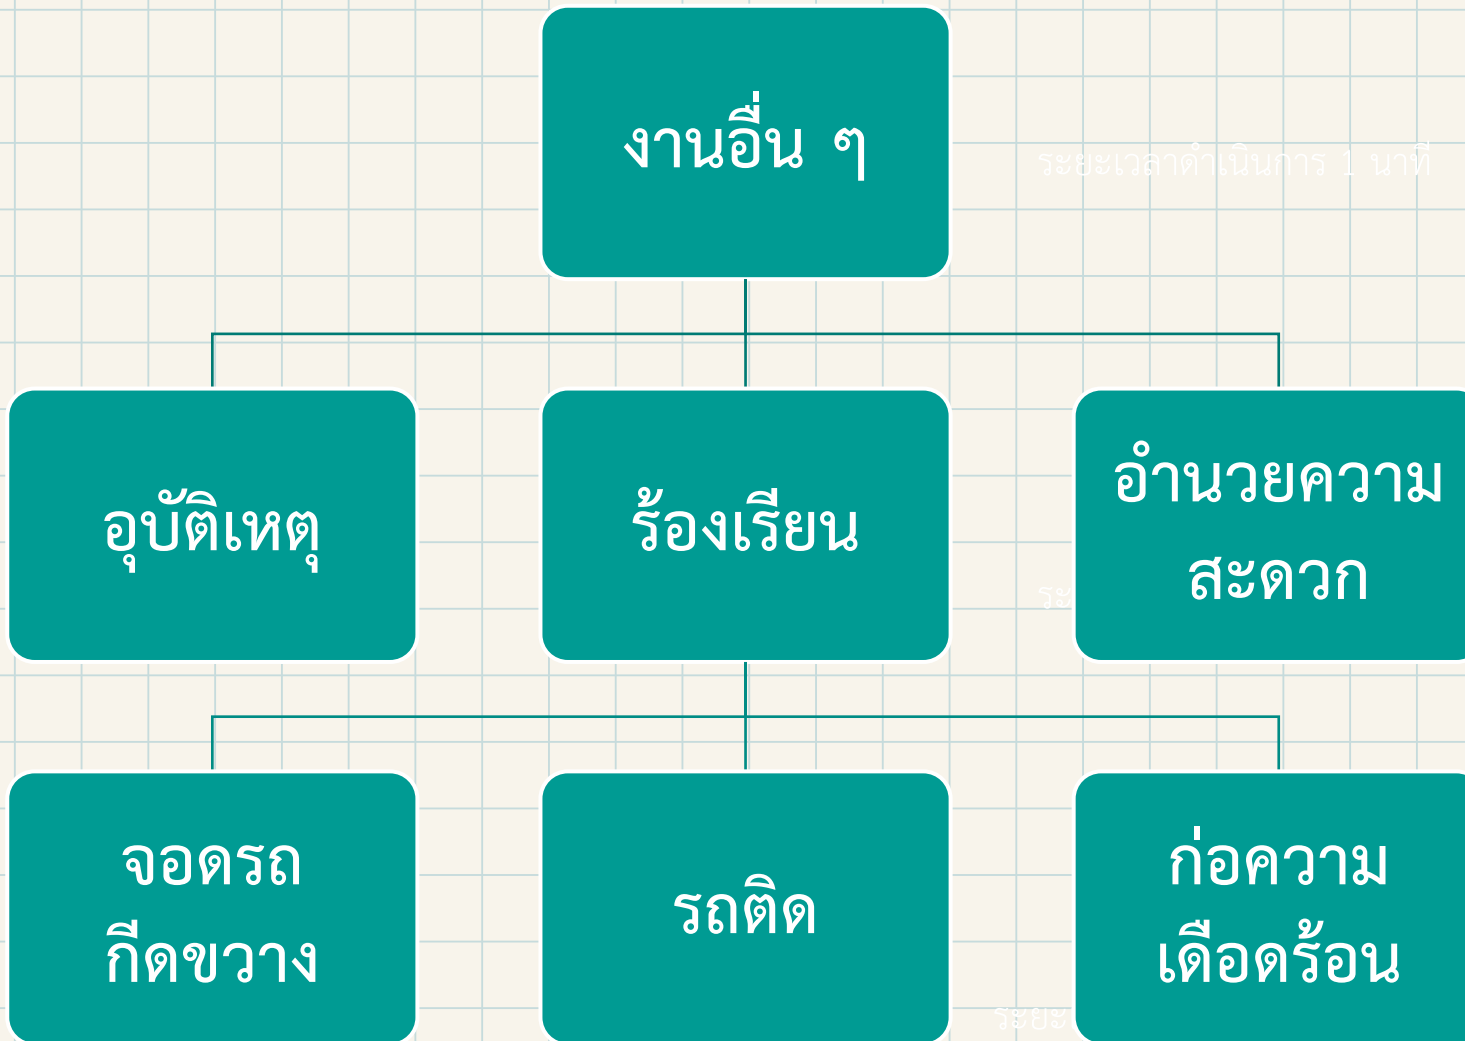 งานอื่น ๆ
ระยะเวลาดำเนินการ 1 นาที
อุบัติเหตุ
ร้องเรียน
อำนวยความ
สะดวก
จอดรถ
กีดขวาง
รถติด
ก่อความ
เดือดร้อน